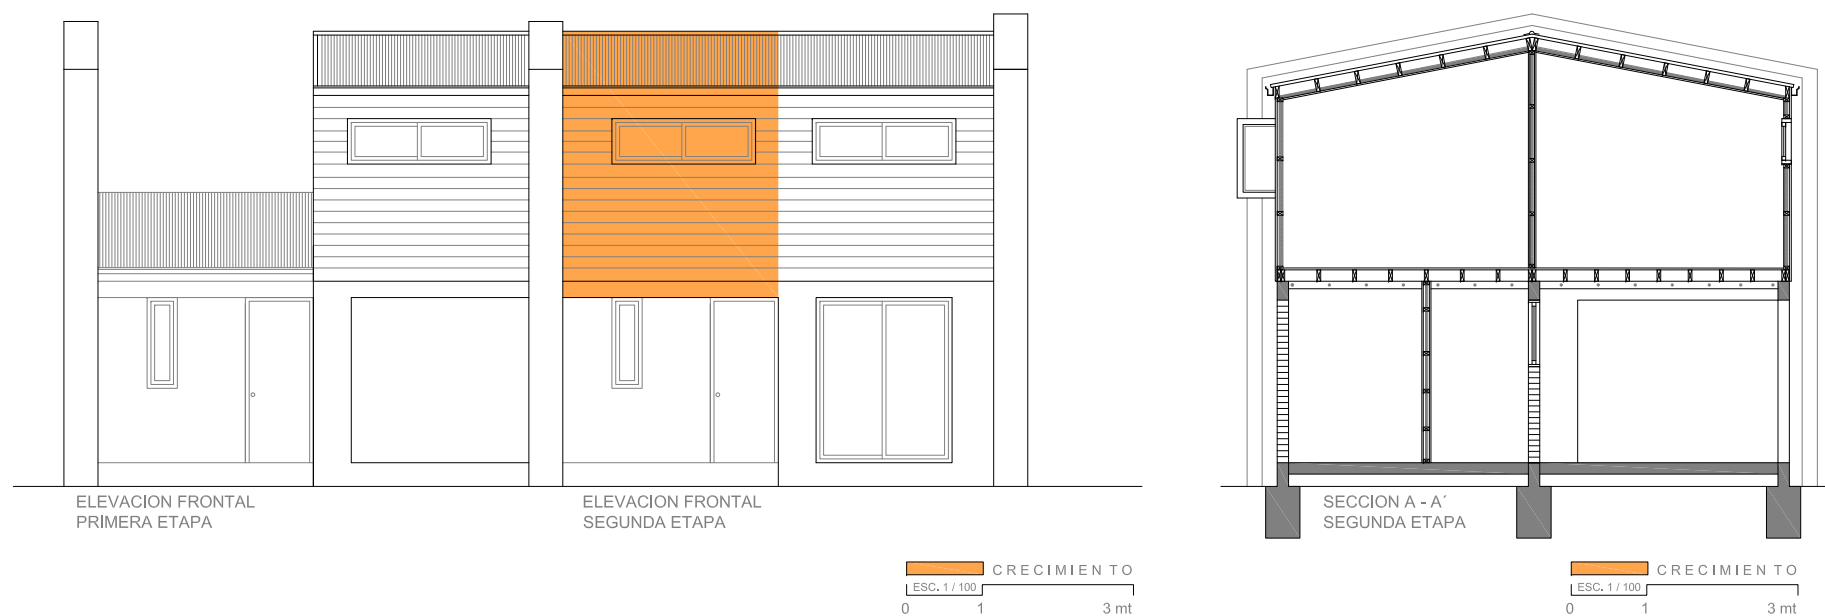 ELEVACION FRONTAL
PRIMERA ETAPA
ELEVACION FRONTAL
SEGUNDA ETAPA
SECCION A - A´
SEGUNDA ETAPA
CRECIMIENTO
ESC. 1 / 100
0 1 3 mt
CRECIMIENTO
ESC. 1 / 100
0 1 3 mt